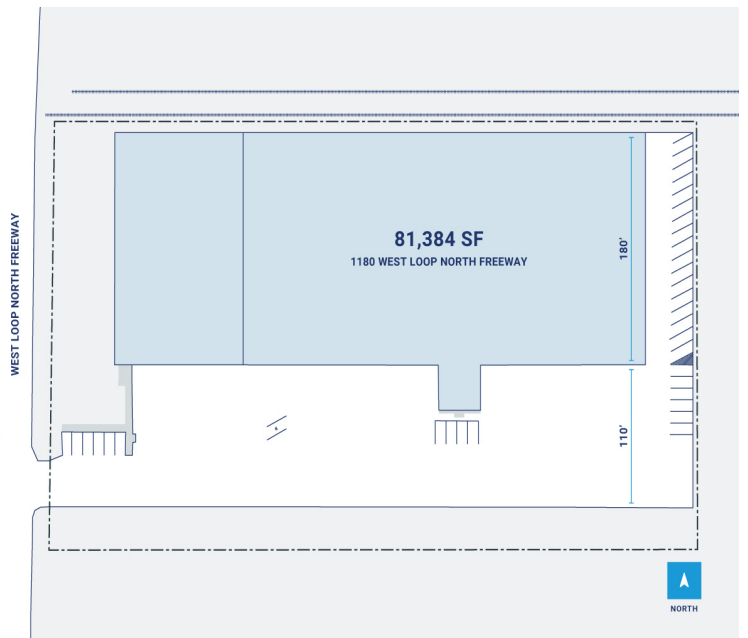 81,384 SF
1180 WEST LOOP NORTH FREEWAY
180'
WEST LOOP NORTH FREEWAY
110'
NORTH